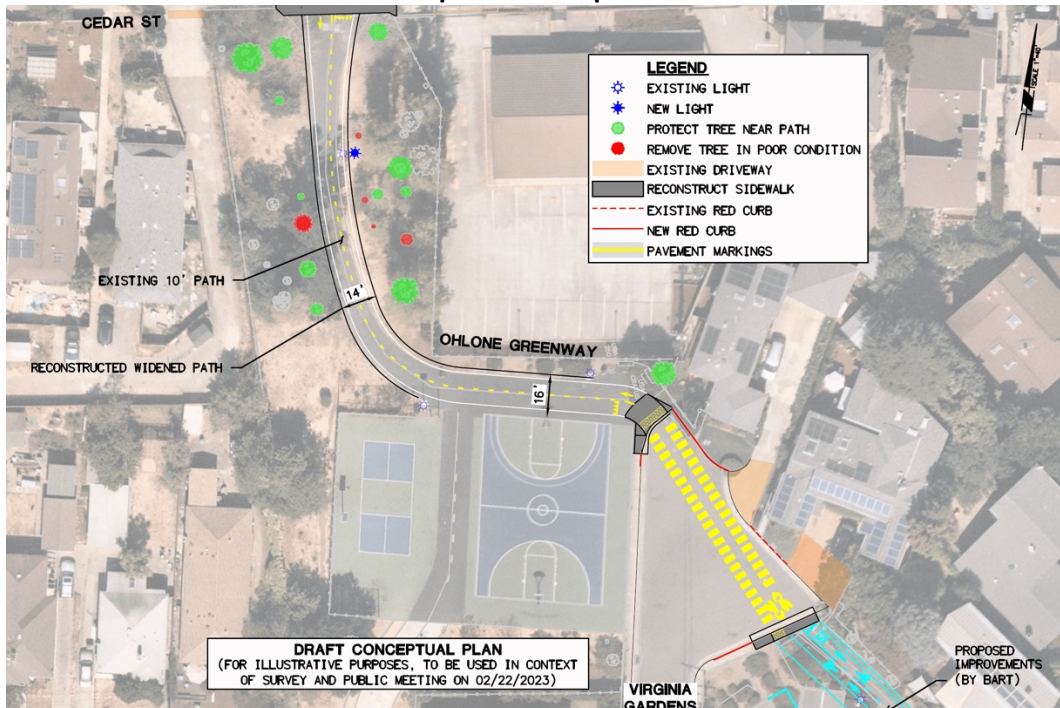 CEDAR ST
LEGEND
EXISTING LIGHT
NEW LIGHT
PROTECT TREE NEAR PATH
REMOVE TREE IN POOR CONDITION
EXISTING DRIVEWAY
RECONSTRUCT SIDEWALK
EXISTING RED CURB
NEW RED CURB
PAVEMENT MARKINGS
SCALE 1"=40'
EXISTING 10' PATH
14'
OHLONE GREENWAY
RECONSTRUCTED WIDENED PATH
16'
DRAFT CONCEPTUAL PLAN
(FOR ILLUSTRATIVE PURPOSES, TO BE USED IN CONTEXT
OF SURVEY AND PUBLIC MEETING ON 02/22/2023)
PROPOSED
IMPROVEMENTS
(BY BART)
VIRGINIA
GARDENS